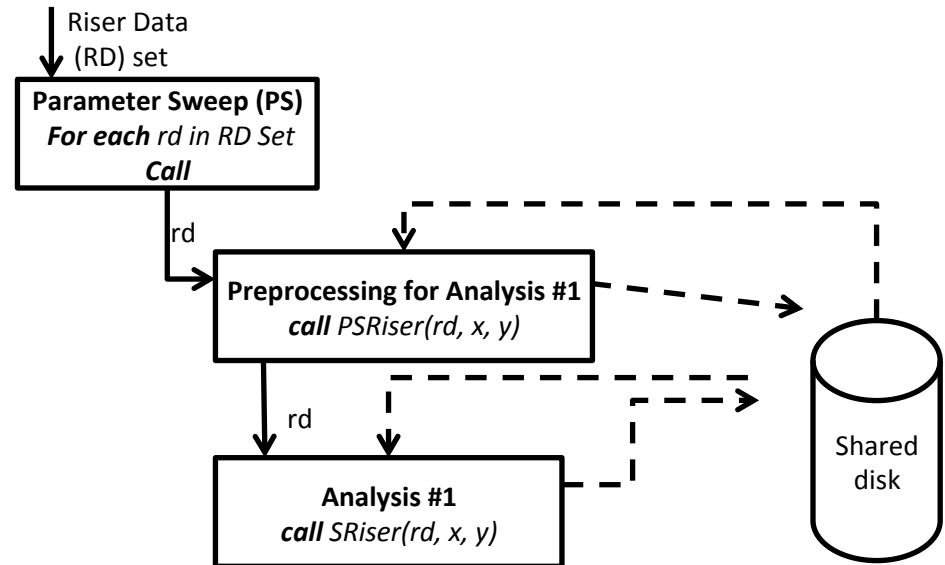 Riser Data
(RD) set
Parameter Sweep (PS)
For each rd in RD Set
Call
rd
Preprocessing for Analysis #1
call PSRiser(rd, x, y)
rd
Analysis #1
call SRiser(rd, x, y)
Shared
disk